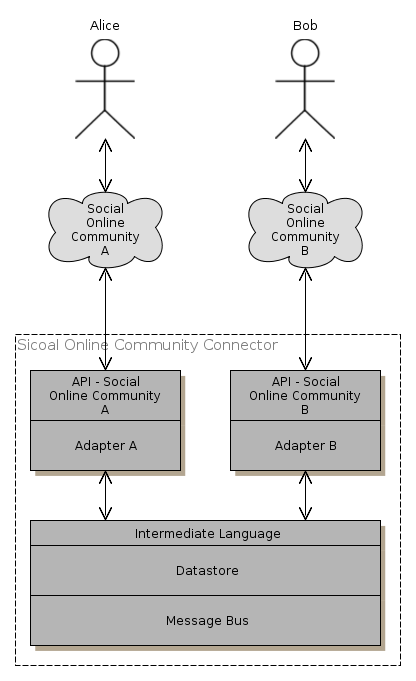 Alice
Bob
Social
Online
Community
A
Social
Online
Community
B
Sicoal Online Community Connector
API - Social
Online Community
A
Adapter A
API - Social
Online Community
B
Adapter B
Intermediate Language
Datastore
Message Bus